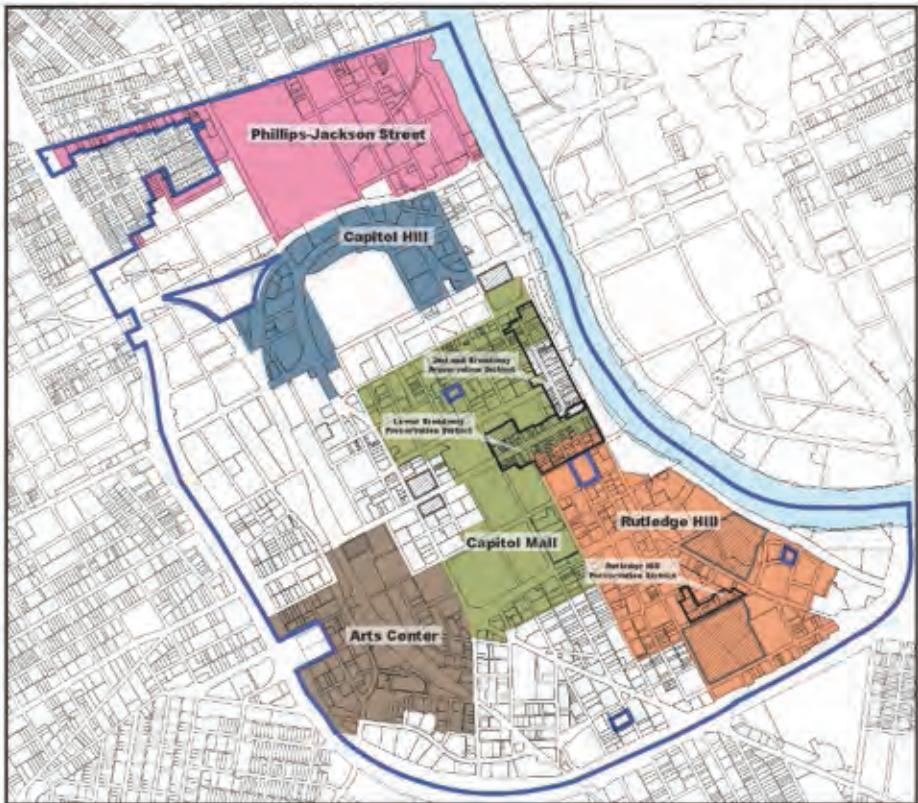 Phillips-Jackson Street
Capitol Hill
2nd and Broadway
Preservation District
Lower Broadway
Preservation District
Rutledge Hill
Capitol Mall
Rutledge Hill
Preservation District
Arts Center